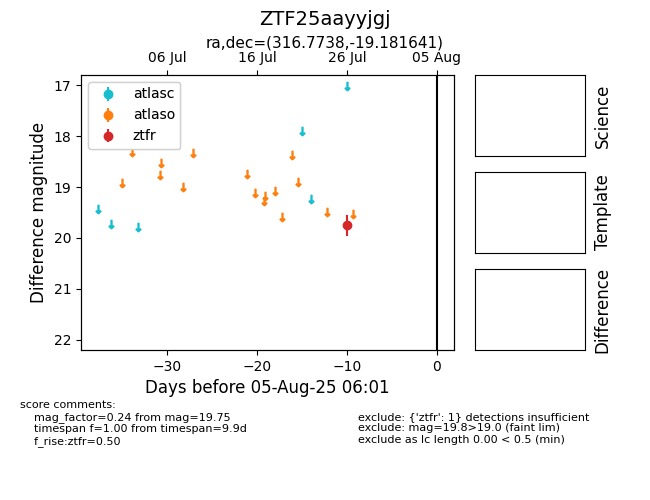 ZTF25aayyjgj
ra,dec=(316.7738,-19.181641)
06 Jul 16 Jul 26 Jul 05 Aug
17
18
19
20
21
22
Difference magnitude
atlasc
atlaso
ztfr
−30 −20 −10 0
Days before 05-Aug-25 06:01
Science
Template
Difference
score comments:
mag_factor=0.24 from mag=19.75
timespan f=1.00 from timespan=9.9d
f_rise:ztfr=0.50
exclude: {'ztfr': 1} detections insufficient
exclude: mag=19.8>19.0 (faint lim)
exclude as lc length 0.00 < 0.5 (min)